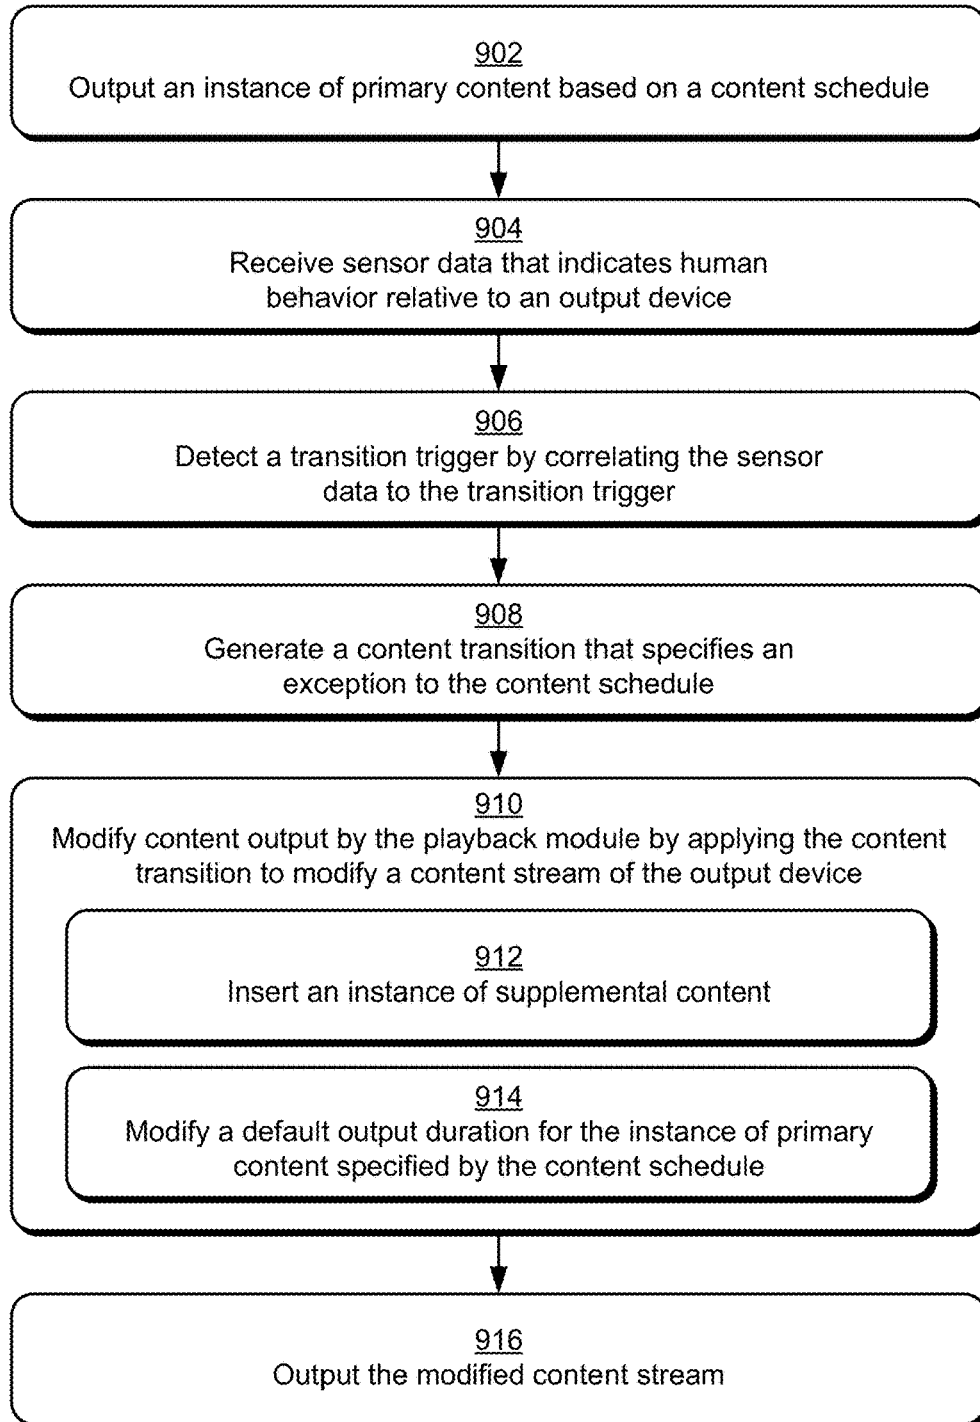 902
Output an instance of primary content based on a content schedule
904
Receive sensor data that indicates human
behavior relative to an output device
906
Detect a transition trigger by correlating the sensor
data to the transition trigger
908
Generate a content transition that specifies an
exception to the content schedule
910
Modify content output by the playback module by applying the content
transition to modify a content stream of the output device
912
Insert an instance of supplemental content
914
Modify a default output duration for the instance of primary
content specified by the content schedule
916
Output the modified content stream